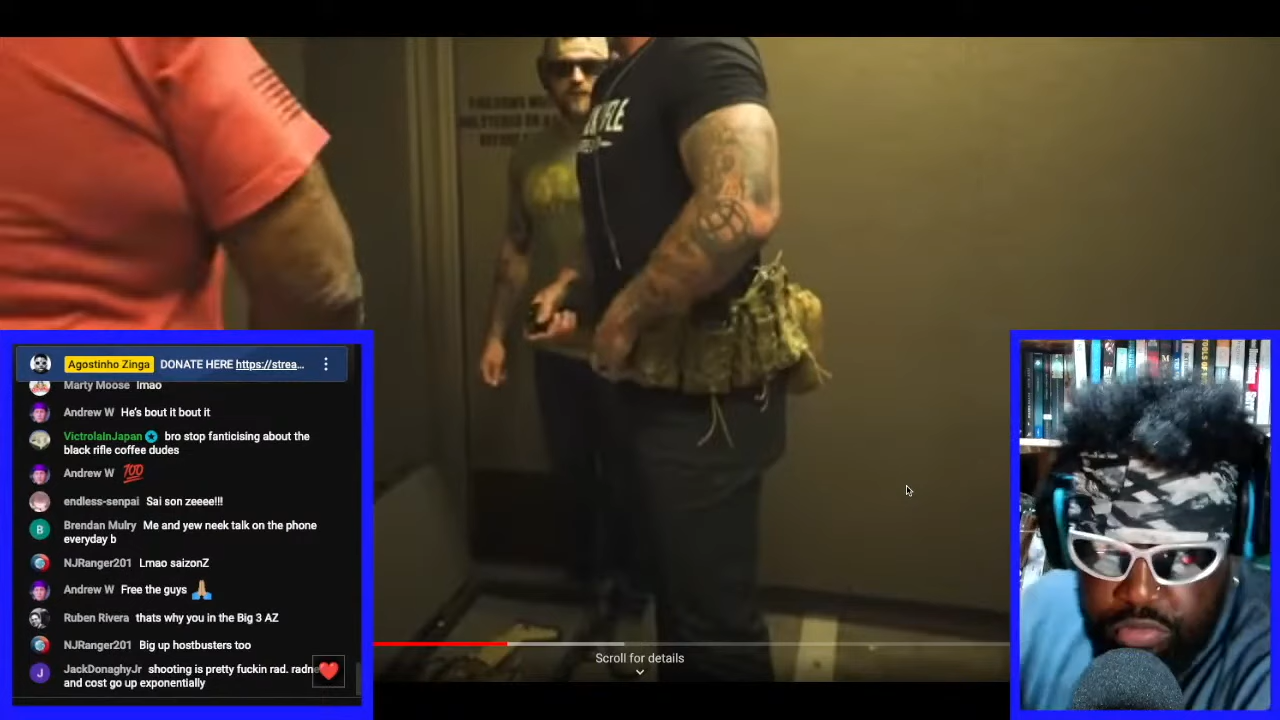 FLE
Agostinho Zinga DONATE HERE https://strea...
Marty Moose lmao
Andrew W He's bout it bout it
VictrolaInJapan bro stop fanticising about the
black rifle coffee dudes
Andrew W 💯
endless-senpai Sai son zeeee!!!
Brendan Mulry Me and yew neek talk on the phone
everyday b
NJRanger201 Lmao saizonZ
Andrew W Free the guys 🙏🏽
Ruben Rivera thats why you in the Big 3 AZ
NJRanger201 Big up hostbusters too
JackDonaghyJr shooting is pretty fuckin rad. radne
and cost go up exponentially
Scroll for details